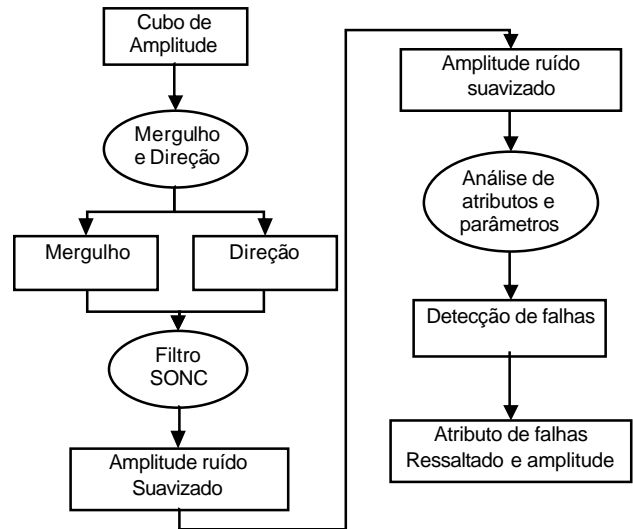 Cubo de
Amplitude
Mergulho
e Direção
Mergulho
Direção
Filtro
SONC
Amplitude ruído
Suavizado
Amplitude ruído
suavizado
Análise de
atributos e
parâmetros
Detecção de falhas
Atributo de falhas
Ressaltado e amplitude